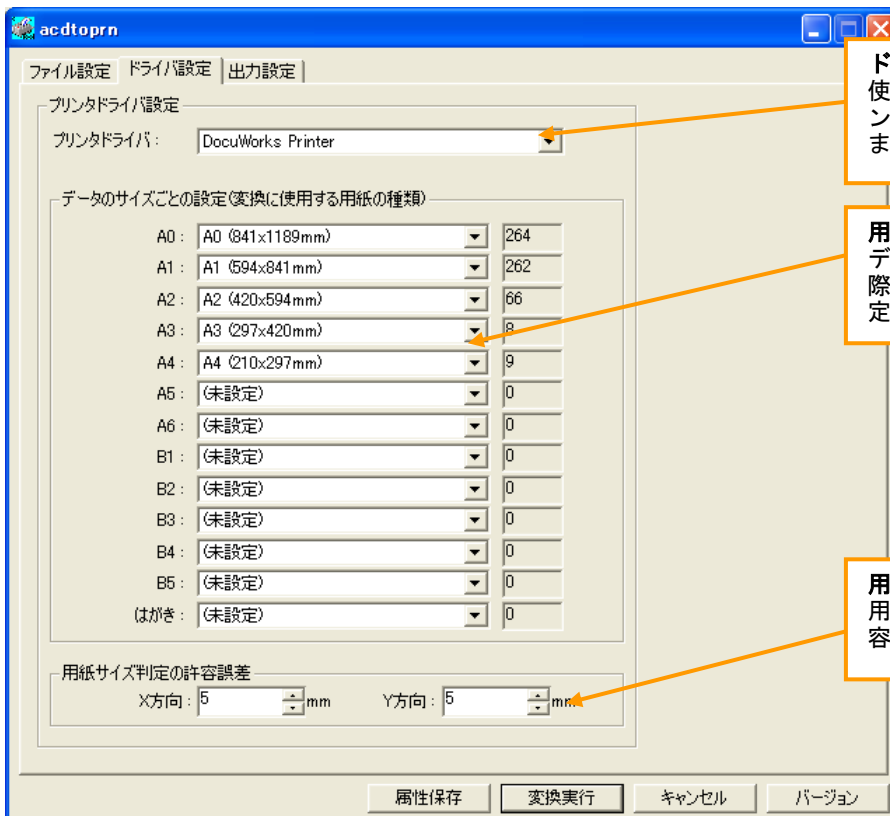 acdtoprn
ファイル設定 ドライバ設定 出力設定
プリンタドライバ設定
プリンタドライバ: DocuWorks Printer
データのサイズごとの設定(変換に使用する用紙の種類)
A0: A0 (841x1189mm) 264
A1: A1 (594x841mm) 262
A2: A2 (420x594mm) 66
A3: A3 (297x420mm) 8
A4: A4 (210x297mm) 9
A5: (未設定) 0
A6: (未設定) 0
B1: (未設定) 0
B2: (未設定) 0
B3: (未設定) 0
B4: (未設定) 0
B5: (未設定) 0
はがき: (未設定) 0
用紙サイズ判定の許容誤差
X方向: 5 mm Y方向: 5 mm
属性保存 変換実行 キャンセル バージョン
ド
使
ン
ま
用
デ
際
定
用
用
容